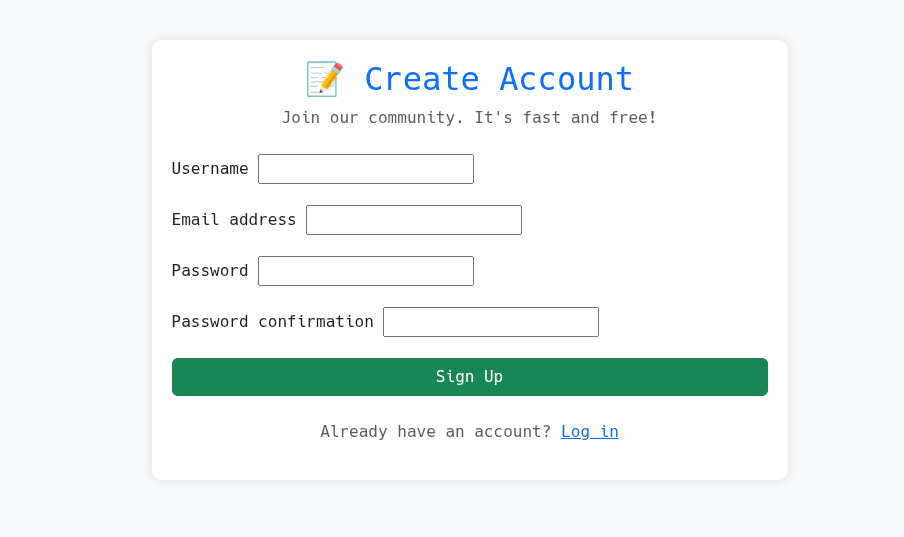 📝 Create Account
Join our community. It's fast and free!
Username
Email address
Password
Password confirmation
Sign Up
Already have an account? Log in